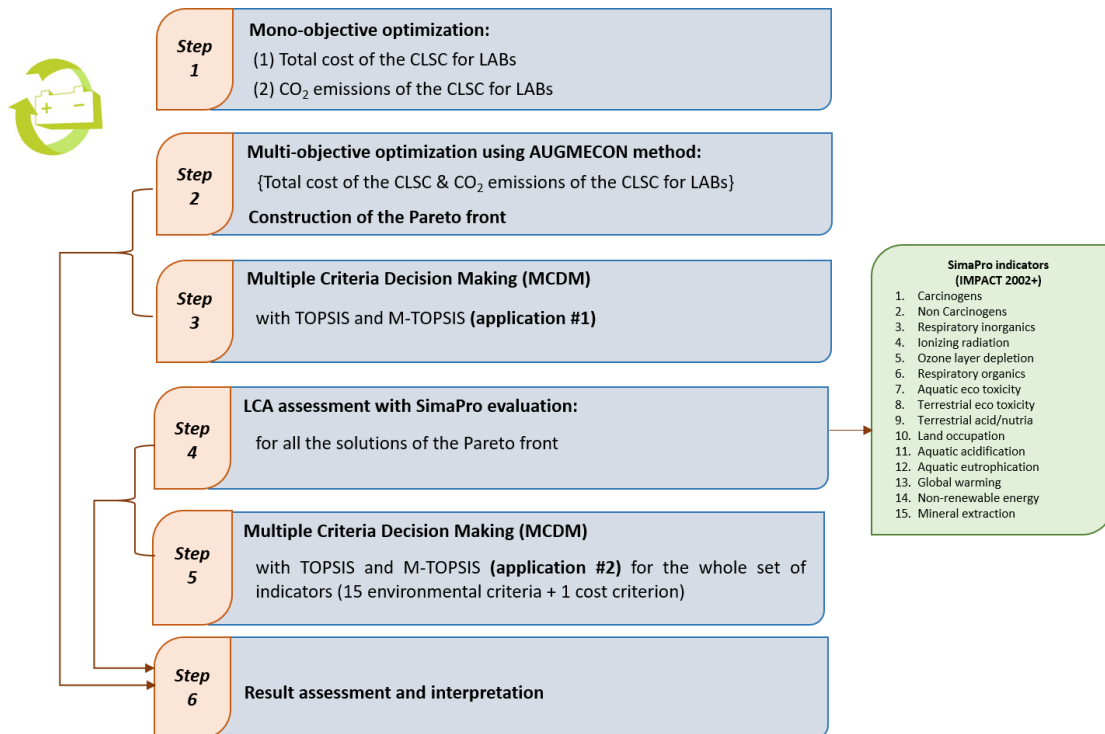 Step
1
Mono-objective optimization:
(1) Total cost of the CLSC for LABs
(2) CO₂ emissions of the CLSC for LABs
+ −
Step
2
Multi-objective optimization using AUGMECON method:
{Total cost of the CLSC & CO₂ emissions of the CLSC for LABs}
Construction of the Pareto front
Step
3
Multiple Criteria Decision Making (MCDM)
with TOPSIS and M-TOPSIS (application #1)
Step
4
LCA assessment with SimaPro evaluation:
for all the solutions of the Pareto front
SimaPro indicators
(IMPACT 2002+)
1. Carcinogens
2. Non Carcinogens
3. Respiratory inorganics
4. Ionizing radiation
5. Ozone layer depletion
6. Respiratory organics
7. Aquatic eco toxicity
8. Terrestrial eco toxicity
9. Terrestrial acid/nutria
10. Land occupation
11. Aquatic acidification
12. Aquatic eutrophication
13. Global warming
14. Non-renewable energy
15. Mineral extraction
Step
5
Multiple Criteria Decision Making (MCDM)
with TOPSIS and M-TOPSIS (application #2) for the whole set of
indicators (15 environmental criteria + 1 cost criterion)
Step
6
Result assessment and interpretation